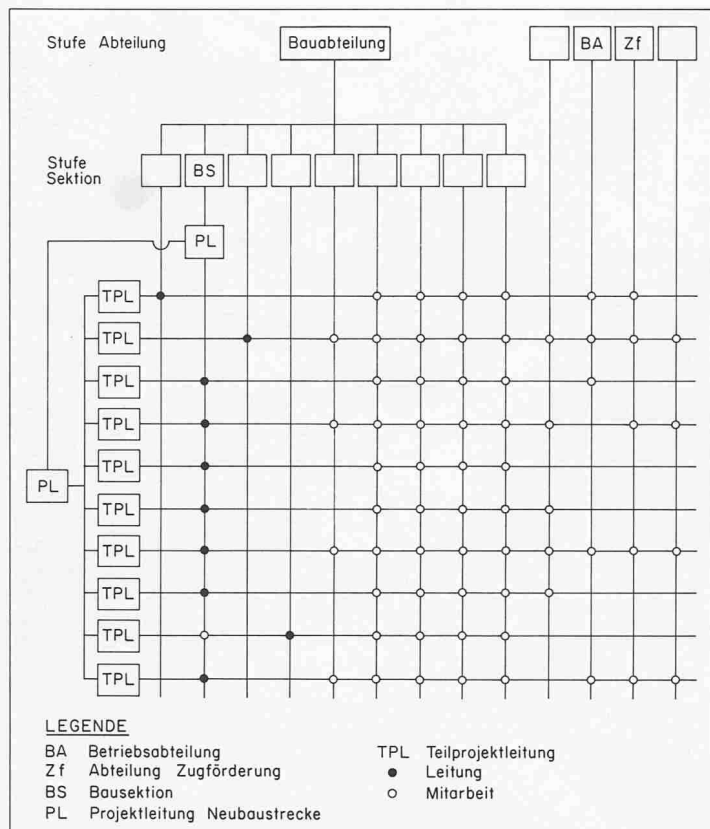 Stufe Abteilung
Bauabteilung
BA
Zf
Stufe
Sektion
BS
PL
TPL
TPL
TPL
TPL
TPL
PL
TPL
TPL
TPL
TPL
TPL
LEGENDE
BA Betriebsabteilung
Zf Abteilung Zugförderung
BS Bausektion
PL Projektleitung Neubaustrecke
TPL Teilprojektleitung
● Leitung
○ Mitarbeit